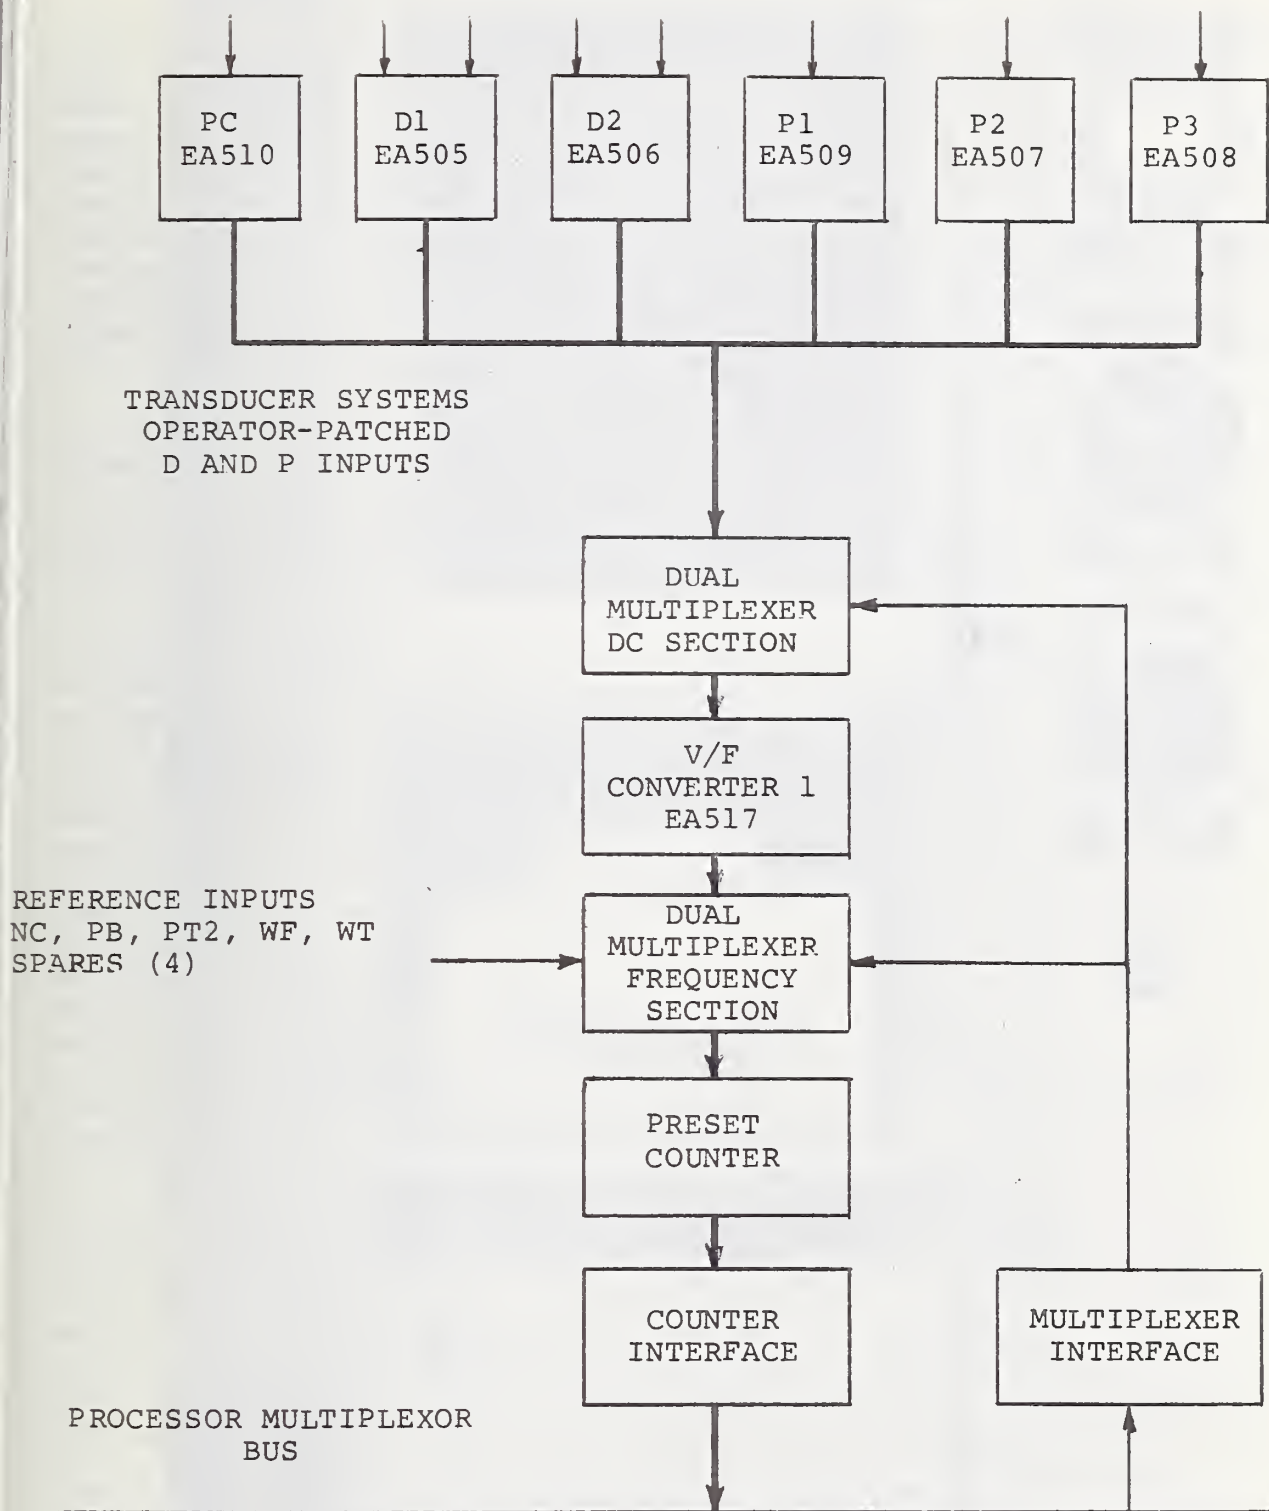 PC
EA510
D1
EA505
D2
EA506
P1
EA509
P2
EA507
P3
EA508
TRANSDUCER SYSTEMS
OPERATOR-PATCHED
D AND P INPUTS
DUAL
MULTIPLEXER
DC SECTION
V/F
CONVERTER 1
EA517
REFERENCE INPUTS
NC, PB, PT2, WF, WT
SPARES (4)
DUAL
MULTIPLEXER
FREQUENCY
SECTION
PRESET
COUNTER
COUNTER
INTERFACE
MULTIPLEXER
INTERFACE
PROCESSOR MULTIPLEXOR
BUS